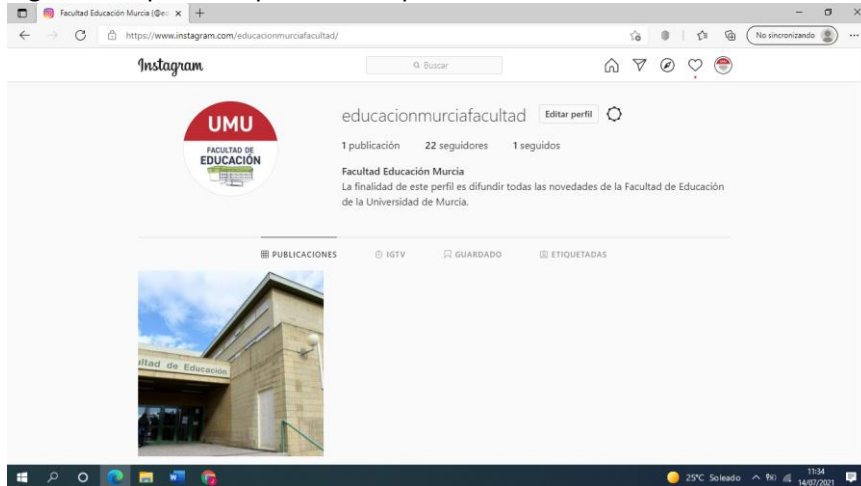 Facultad Educación Murcia (@ec
https://www.instagram.com/educacionmurciafacultad/
No sincronizando
Instagram
Buscar
UMU
FACULTAD DE
EDUCACIÓN
educacionmurciafacultad Editar perfil
1 publicación 22 seguidores 1 seguidos
Facultad Educación Murcia
La finalidad de este perfil es difundir todas las novedades de la Facultad de Educación
de la Universidad de Murcia.
PUBLICACIONES IGTV GUARDADO ETIQUETADAS
ltad de Educación
25°C Soleado
11:34
14/07/2021